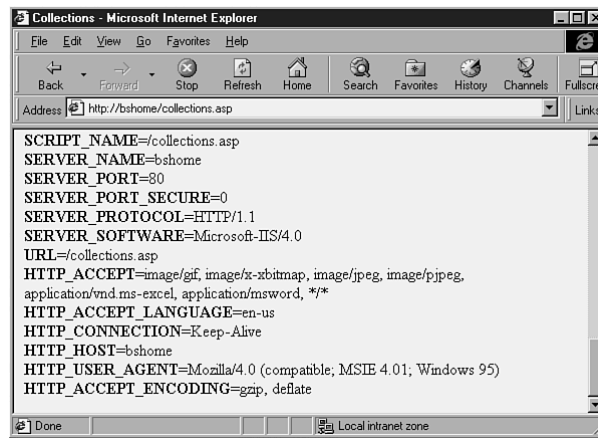 Collections - Microsoft Internet Explorer
File Edit View Go Favorites Help
Back Forward Stop Refresh Home Search Favorites History Channels Fullscre
Address http://bshome/collections.asp Links
SCRIPT_NAME=/collections.asp
SERVER_NAME=bshome
SERVER_PORT=80
SERVER_PORT_SECURE=0
SERVER_PROTOCOL=HTTP/1.1
SERVER_SOFTWARE=Microsoft-IIS/4.0
URL=/collections.asp
HTTP_ACCEPT=image/gif, image/x-xbitmap, image/jpeg, image/pjpeg,
application/vnd.ms-excel, application/msword, */*
HTTP_ACCEPT_LANGUAGE=en-us
HTTP_CONNECTION=Keep-Alive
HTTP_HOST=bshome
HTTP_USER_AGENT=Mozilla/4.0 (compatible; MSIE 4.01; Windows 95)
HTTP_ACCEPT_ENCODING=gzip, deflate
Done Local intranet zone